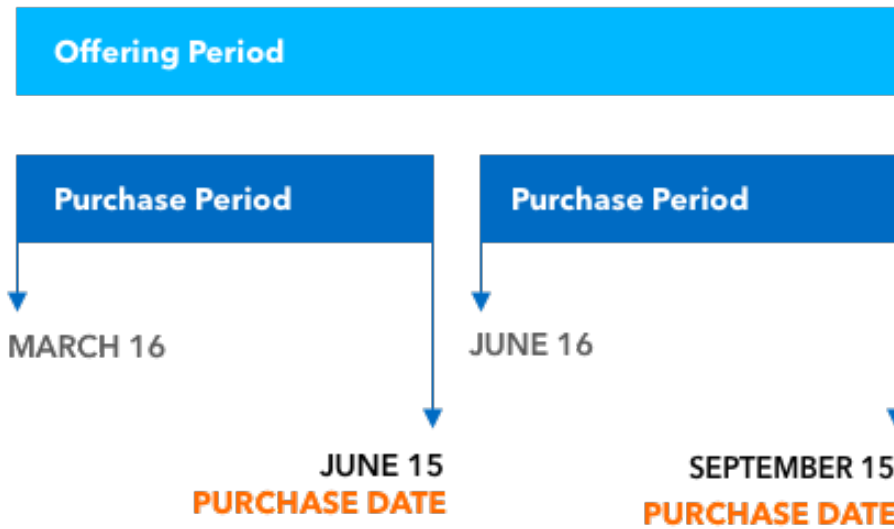 Offering Period
Purchase Period
Purchase Period
MARCH 16
JUNE 16
JUNE 15
PURCHASE DATE
SEPTEMBER 15
PURCHASE DATE